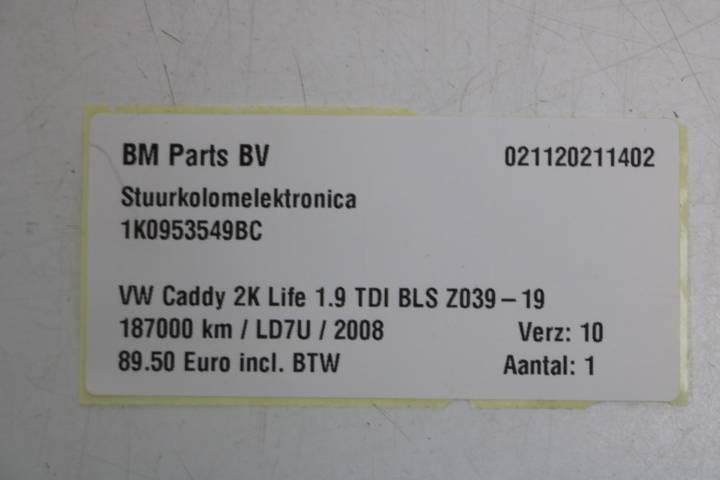 BM Parts BV 021120211402
Stuurkolomelektronica
1K0953549BC
VW Caddy 2K Life 1.9 TDI BLS Z039-19
187000 km / LD7U / 2008 Verz: 10
89.50 Euro incl. BTW Aantal: 1